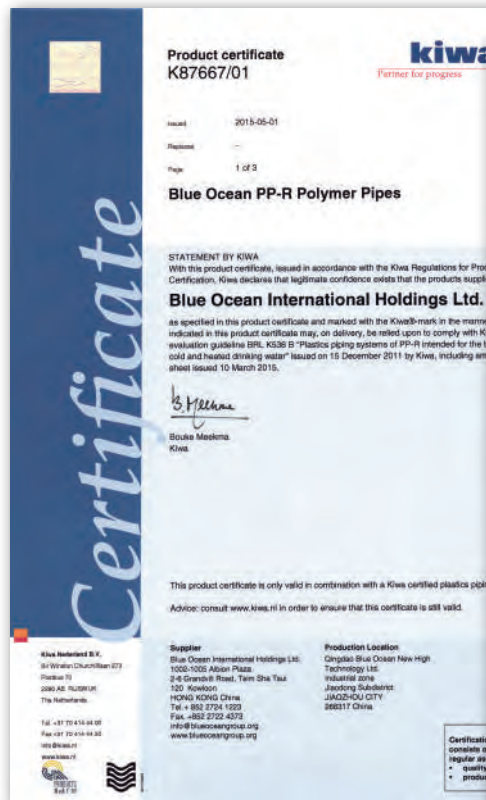 Certificate
Product certificate
K87667/01
kiwa
Partner for progress
Issued 2015-05-01
Replaces –
Page 1 of 3
Blue Ocean PP-R Polymer Pipes
STATEMENT BY KIWA
With this product certificate, issued in accordance with the Kiwa Regulations for
Certification, Kiwa declares that legitimate confidence exists that the products
Blue Ocean International Holdings Ltd.
as specified in this product certificate and marked with the Kiwa®-mark in the
indicated in this product certificate may, on delivery, be relied upon to comply with
evaluation guideline BRL K536 B "Plastics piping systems of PP-R intended for the
cold and heated drinking water" issued on 15 December 2011 by Kiwa, including
sheet issued 10 March 2015.
Bouke Meekma
Kiwa
This product certificate is only valid in combination with a Kiwa certified plastics
Advice: consult www.kiwa.nl in order to ensure that this certificate is still valid.
Kiwa Nederland B.V.
Sir Winston Churchilllaan 273
Postbus 70
2280 AB RIJSWIJK
The Netherlands
Tel. +31 70 414 44 00
Fax +31 70 414 44 20
info@kiwa.nl
www.kiwa.nl
Supplier
Blue Ocean International Holdings Ltd.
1002-1005 Albion Plaza
2-6 Granvill Road, Tsim Sha Tsui
120 Kowloon
HONG KONG China
Tel. + 852 2724 1223
Fax. +852 2722 4373
info@blueoceangroup.org
www.blueoceangroup.org
Production Location
Qingdao Blue Ocean New High
Technology Ltd.
Industrial zone
Jiaodong Subdistrict
JIAOZHOU CITY
266317 China
consists
regular
• quality